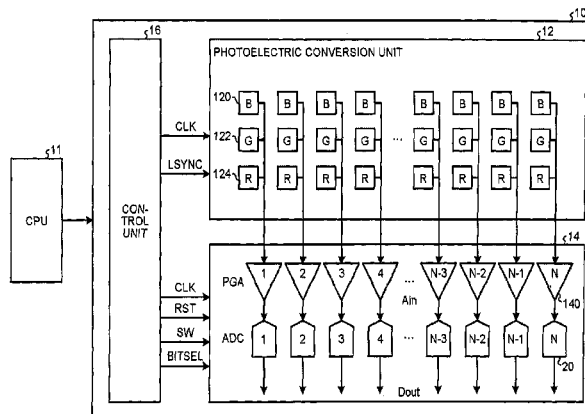 10
16
12
PHOTOELECTRIC CONVERSION UNIT
120 B B B B B B B B
CLK
122 G G G G ... G G G G
11
LSYNC
124 R R R R R R R R
CPU
CON-
TROL
UNIT
14
PGA 1 2 3 4 ... N-3 N-2 N-1 N
CLK
Ain
140
RST
SW
ADC 1 2 3 4 ... N-3 N-2 N-1 N
BITSEL
20
Dout